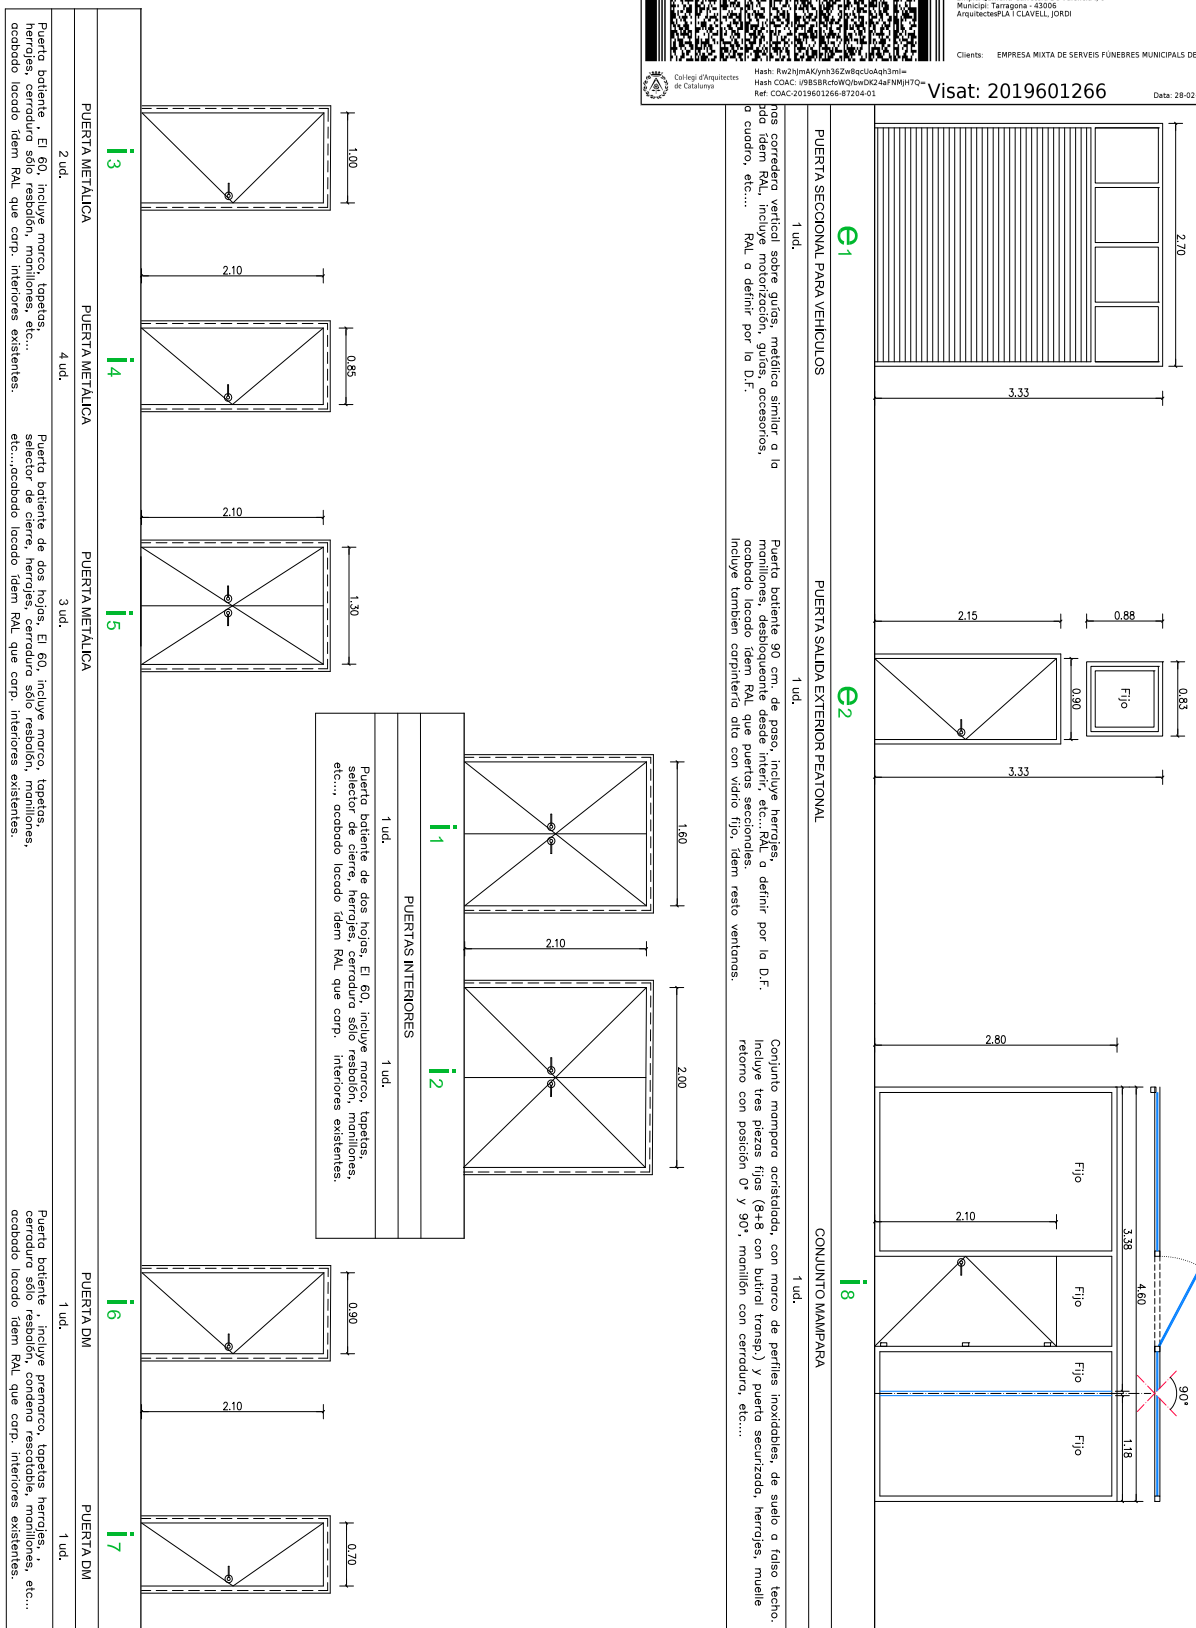 Municipi: Tarragona - 43006
ArquitectesPLA I CLAVELL, JORDI
Clients: EMPRESA MIXTA DE SERVEIS FÚNEBRES MUNICIPALS DE
Col·legi d'Arquitectes
de Catalunya
Hash COAC: i/9BSBRcfoWQ/bwDK24aFNMjH7Q=
Ref: COAC-2019601266-87204-01
Visat: 2019601266
Data: 28-02
2.70
3.33
e1
PUERTA SECCIONAL PARA VEHÍCULOS
1 ud.
nas corredera vertical sobre guías, metálica similar a la
ada ídem RAL, incluye motorización, guías, accesorios,
a cuadro, etc.... RAL a definir por la D.F.
0.83
0.88
Fijo
2.15
0.90
3.33
e2
PUERTA SALIDA EXTERIOR PEATONAL
1 ud.
Puerta batiente 90 cm. de paso, incluye herrajes,
manillones, desbloqueante desde interir, etc...RAL a definir por la D.F.
acabado lacado ídem RAL que puertas seccionales.
Incluye tambien carpintería alta con vidrio fijo, ídem resto ventanas.
90°
2.80
4.60
3.38
1.18
Fijo
Fijo
Fijo
Fijo
2.10
i8
CONJUNTO MAMPARA
1 ud.
Conjunto mampara acristalada, con marco de perfiles inoxidables, de suelo a falso techo.
Incluye tres piezas fijas (8+8 con butiral transp.) y puerta securizada, herrajes, muelle
retorno con posición 0° y 90°, manillón con cerradura, etc....
1.60
2.10
2.00
i1
i2
PUERTAS INTERIORES
1 ud.
1 ud.
Puerta batiente de dos hojas, EI 60, incluye marco, tapetas,
selector de cierre, herrajes, cerradura sólo resbalón, manillones,
etc..., acabado lacado ídem RAL que carp. interiores existentes.
1.00
2.10
0.85
2.10
1.30
0.90
2.10
0.70
i3
i4
i5
i6
i7
PUERTA METÁLICA
PUERTA METÁLICA
PUERTA METÁLICA
PUERTA DM
PUERTA DM
2 ud.
4 ud.
3 ud.
1 ud.
1 ud.
Puerta batiente , EI 60, incluye marco, tapetas,
herrajes, cerradura sólo resbalón, manillones, etc...
acabado lacado ídem RAL que carp. interiores existentes.
Puerta batiente de dos hojas, EI 60, incluye marco, tapetas,
selector de cierre, herrajes, cerradura sólo resbalón, manillones,
etc...,acabado lacado ídem RAL que carp. interiores existentes.
Puerta batiente , incluye premarco, tapetas herrajes, ,
cerradura sólo resbalón, condena rescatable, manillones, etc...
acabado lacado ídem RAL que carp. interiores existentes.